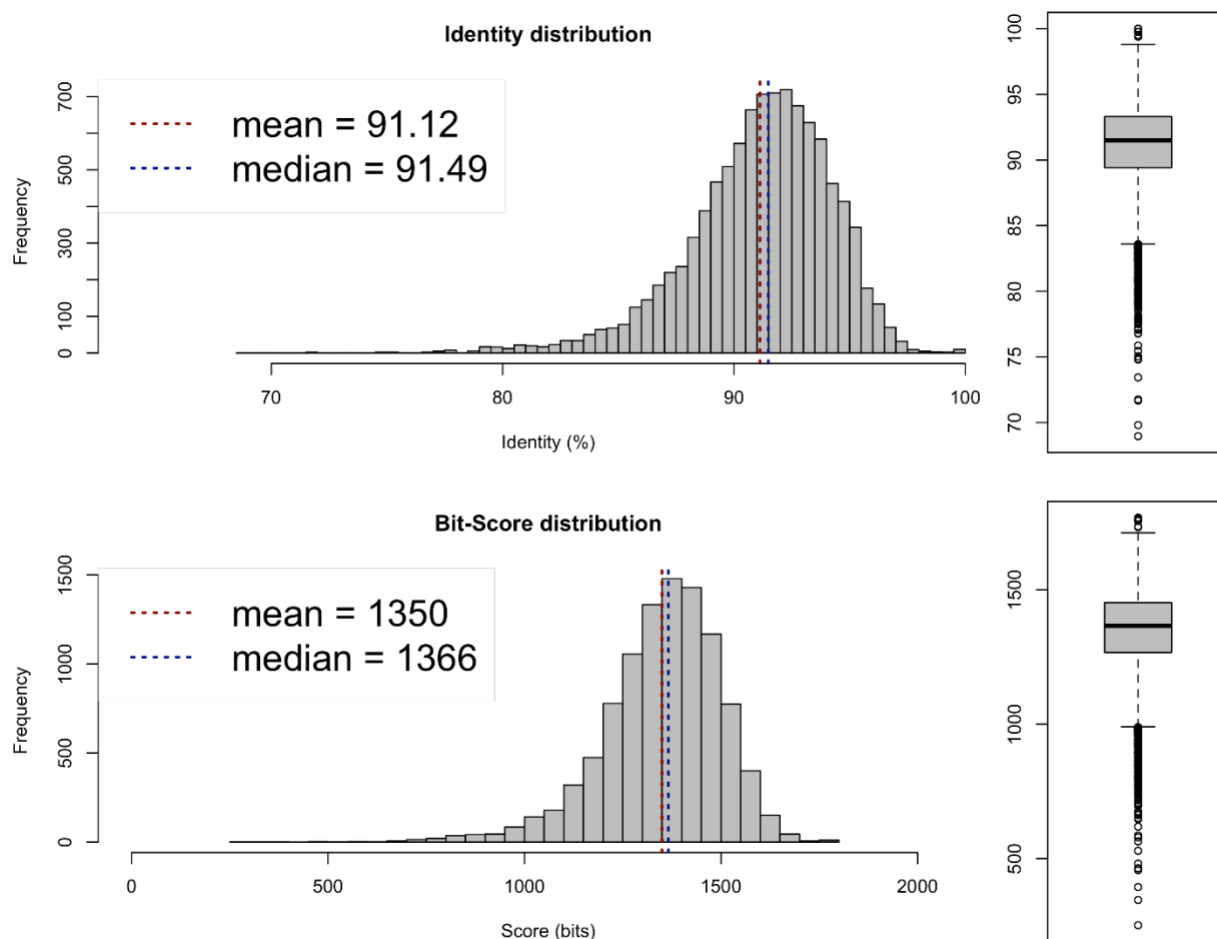 Identity distribution
mean = 91.12
median = 91.49
Frequency
0
100
300
500
700
70
80
90
100
Identity (%)
100
95
90
85
80
75
70
Bit-Score distribution
mean = 1350
median = 1366
Frequency
0
500
1000
1500
0
500
1000
1500
2000
Score (bits)
1500
1000
500